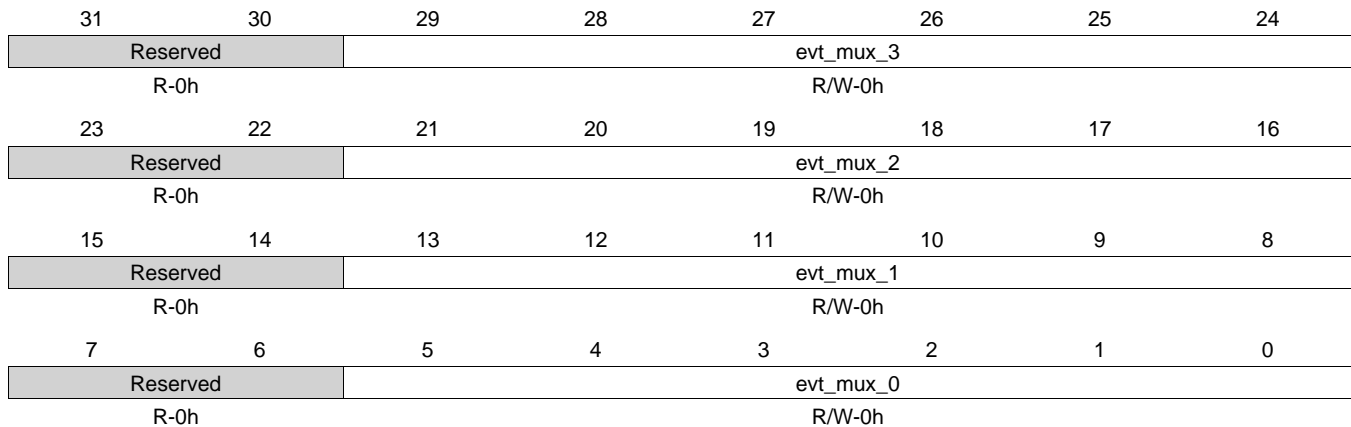 31 30 29 28 27 26 25 24
Reserved evt_mux_3
R-0h R/W-0h
23 22 21 20 19 18 17 16
Reserved evt_mux_2
R-0h R/W-0h
15 14 13 12 11 10 9 8
Reserved evt_mux_1
R-0h R/W-0h
7 6 5 4 3 2 1 0
Reserved evt_mux_0
R-0h R/W-0h